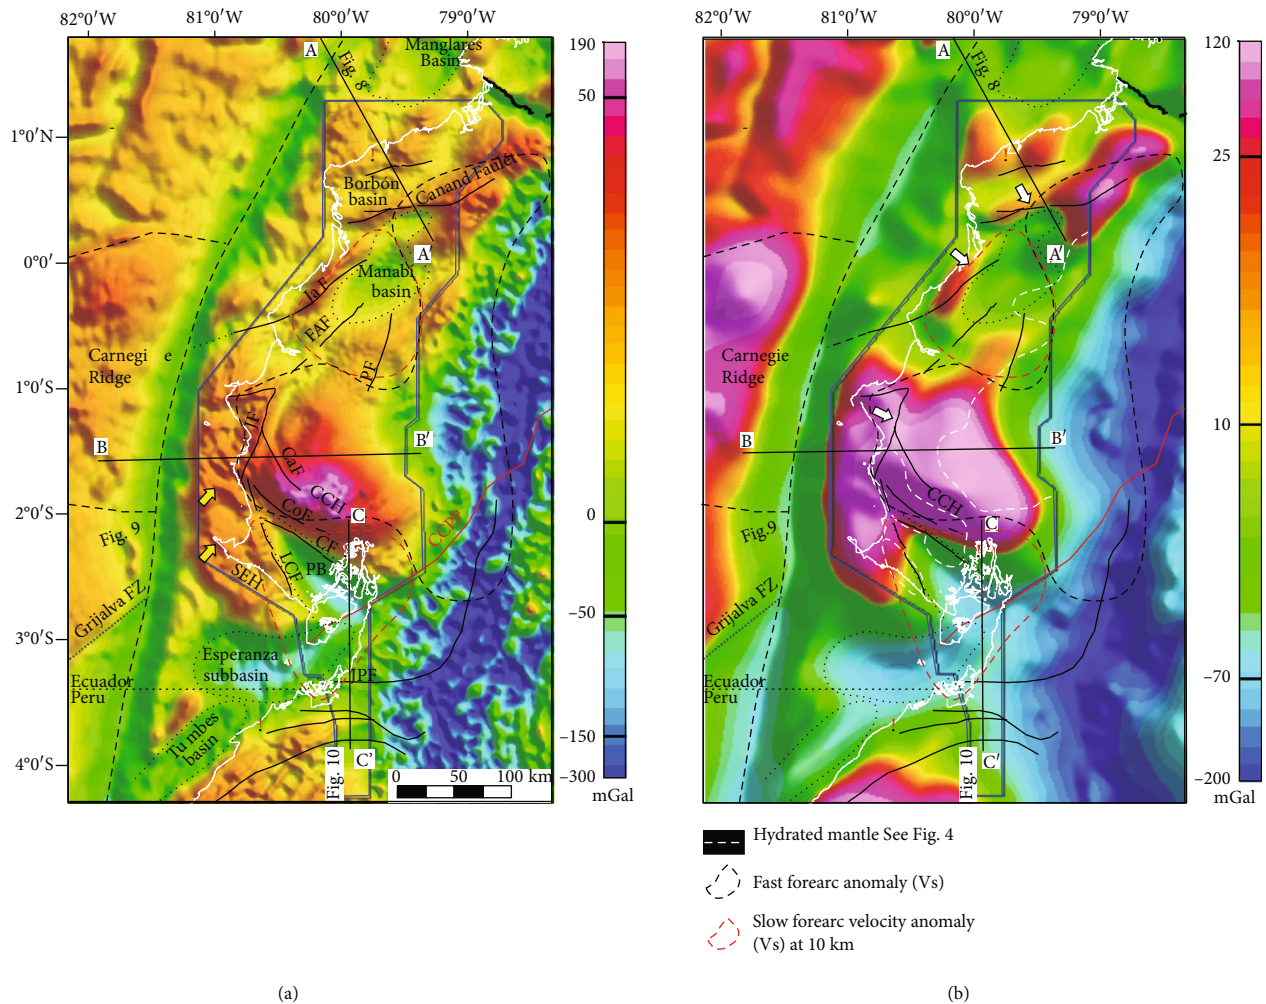 82°0′W
81°0′W
80°0′W
79°0′W
1°0′N
0°0′
1°0′S
2°0′S
3°0′S
4°0′S
A
Fig. 8
Manglares
Basin
Borbón
basin
Canand Faulet
A′
Manabi
basin
JaF
FAF
PF
Carnegi e
Ridge
B
B′
JF
CaF
CCH
CoF
C
CF
LCF
PB
SEH
CCPP
Fig. 9
Grijalva FZ
Esperanza
subbasin
JPF
Ecuador
Peru
Tumbes
basin
Fig. 10
C′
0 50 100 km
190
50
0
−50
−150
−300
mGal
(a)
82°0′W
81°0′W
80°0′W
79°0′W
A
Fig. 8
A′
Carnegie
Ridge
B
B′
CCH
C
Fig.9
Grijalva FZ
Ecuador
Peru
Fig. 10
C′
120
25
10
−70
−200
mGal
Hydrated mantle See Fig. 4
Fast forearc anomaly (Vs)
Slow forearc velocity anomaly
(Vs) at 10 km
(b)